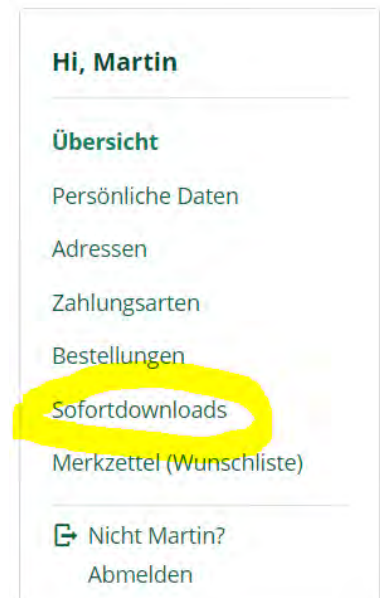 Hi, Martin
Übersicht
Persönliche Daten
Adressen
Zahlungsarten
Bestellungen
Sofortdownloads
Merkzettel (Wunschliste)
Nicht Martin?
Abmelden